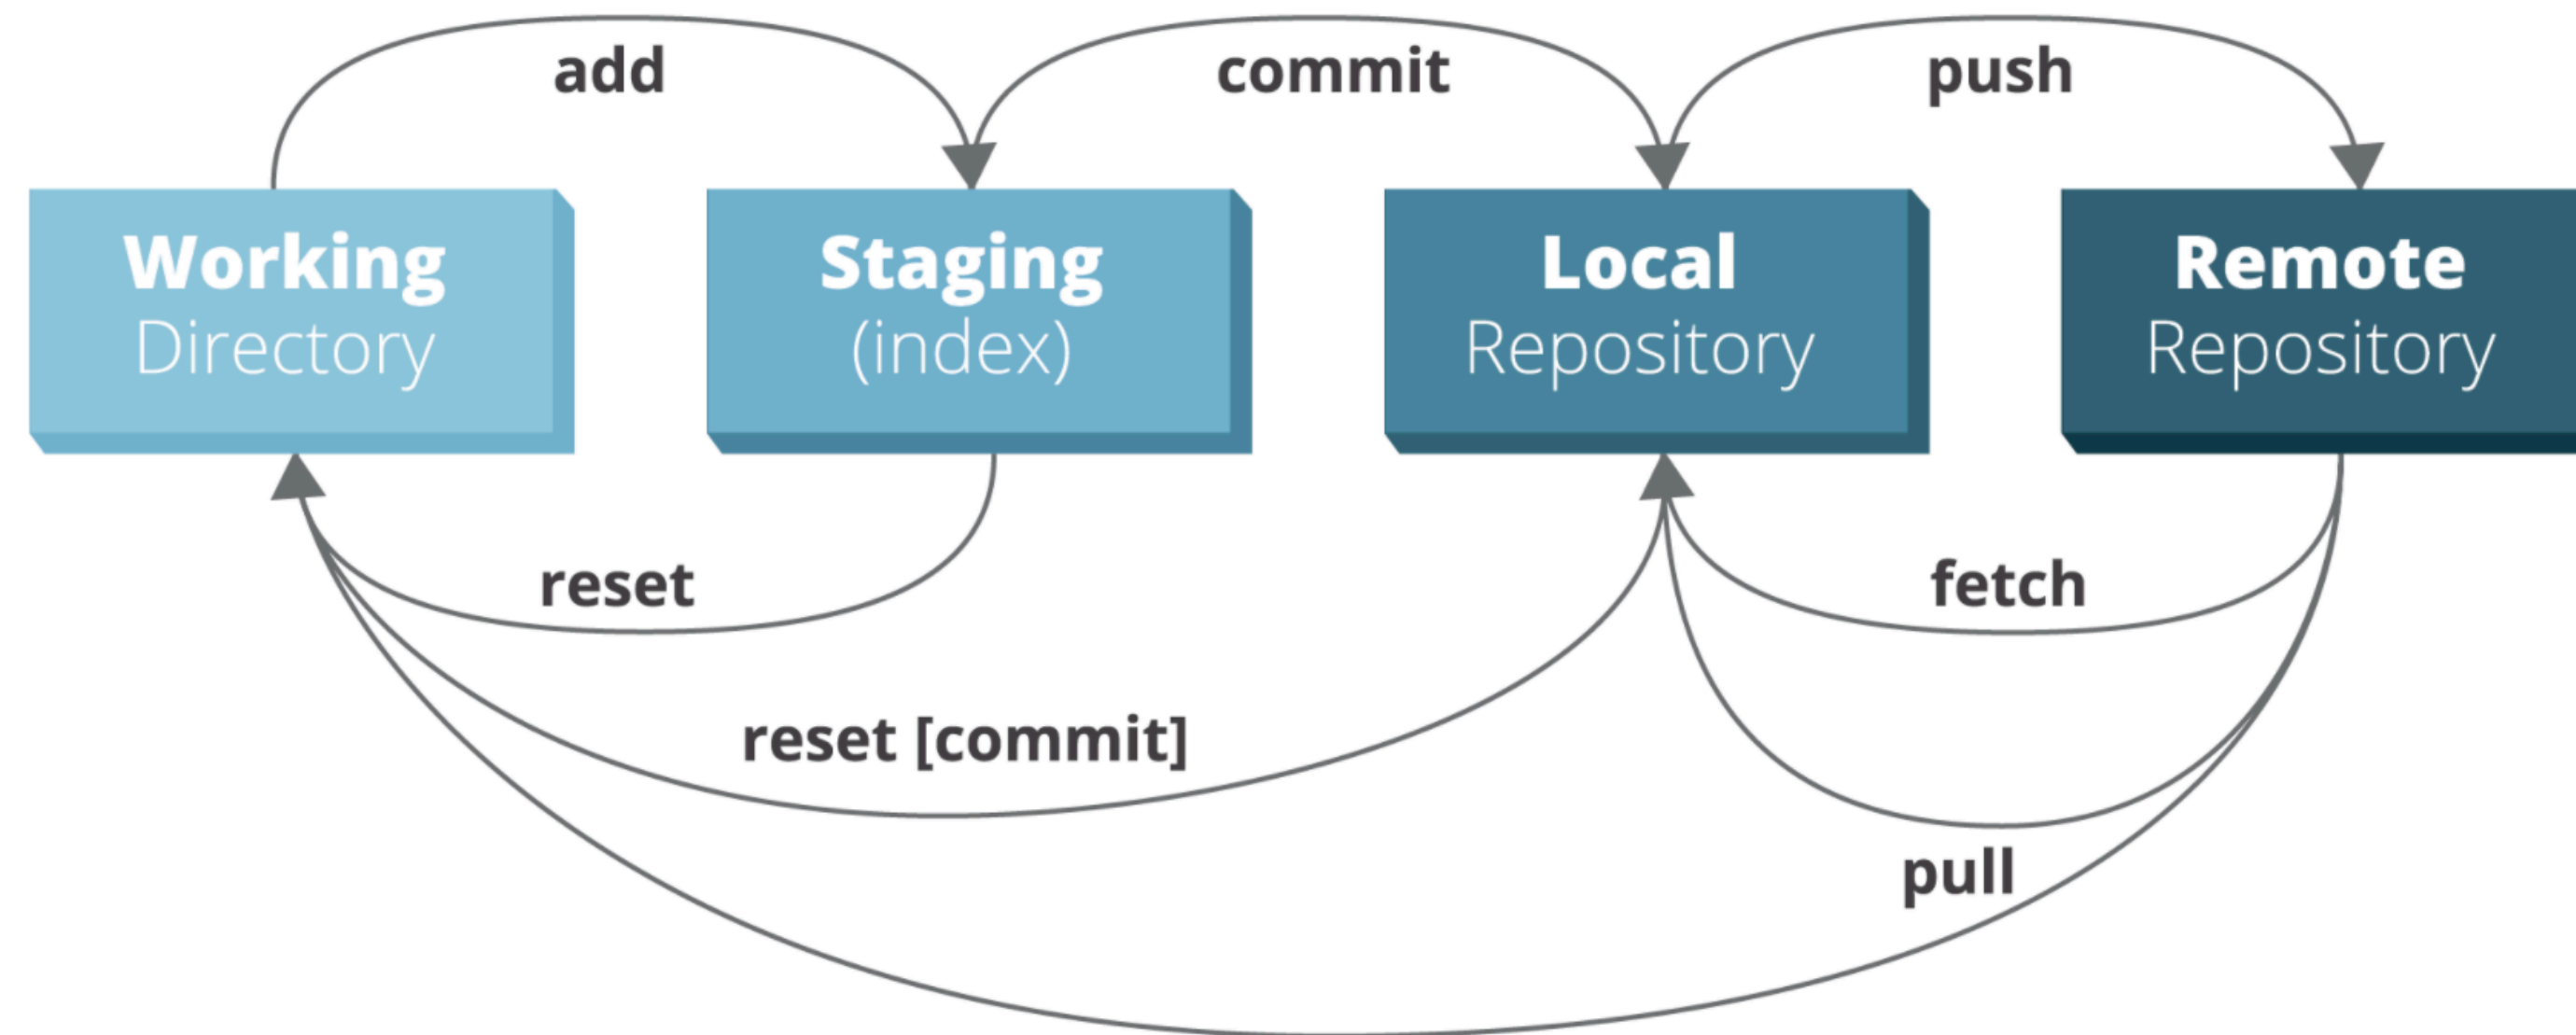 add
commit
push
Working
Directory
Staging
(index)
Local
Repository
Remote
Repository
reset
fetch
reset [commit]
pull